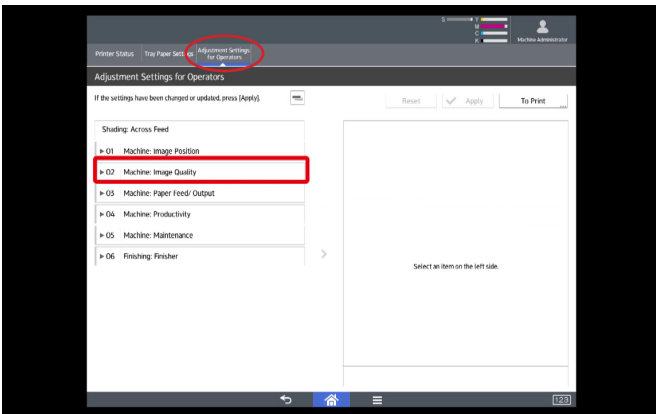 S Y
M
C
K
Machine Administrator
Printer Status Tray Paper Settings Adjustment Settings
for Operators
Adjustment Settings for Operators
If the settings have been changed or updated, press [Apply].
Reset Apply To Print
Shading: Across Feed
01 Machine: Image Position
02 Machine: Image Quality
03 Machine: Paper Feed/ Output
04 Machine: Productivity
05 Machine: Maintenance
06 Finishing: Finisher
Select an item on the left side.
123